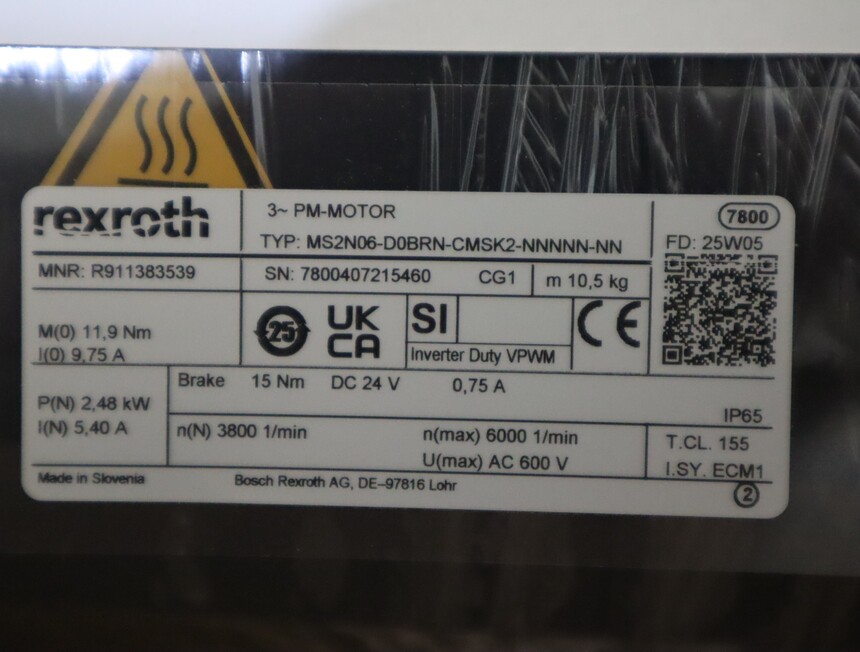 rexroth
3~ PM-MOTOR
7800
TYP: MS2N06-D0BRN-CMSK2-NNNNN-NN
FD: 25W05
MNR: R911383539
SN: 7800407215460
CG1
m 10,5 kg
M(0) 11,9 Nm
I(0) 9,75 A
25
UK
CA
SI
Inverter Duty VPWM
CE
P(N) 2,48 kW
I(N) 5,40 A
Brake 15 Nm DC 24 V 0,75 A
IP65
n(N) 3800 1/min
n(max) 6000 1/min
U(max) AC 600 V
T.CL. 155
I.SY. ECM1
Made in Slovenia
Bosch Rexroth AG, DE-97816 Lohr
2